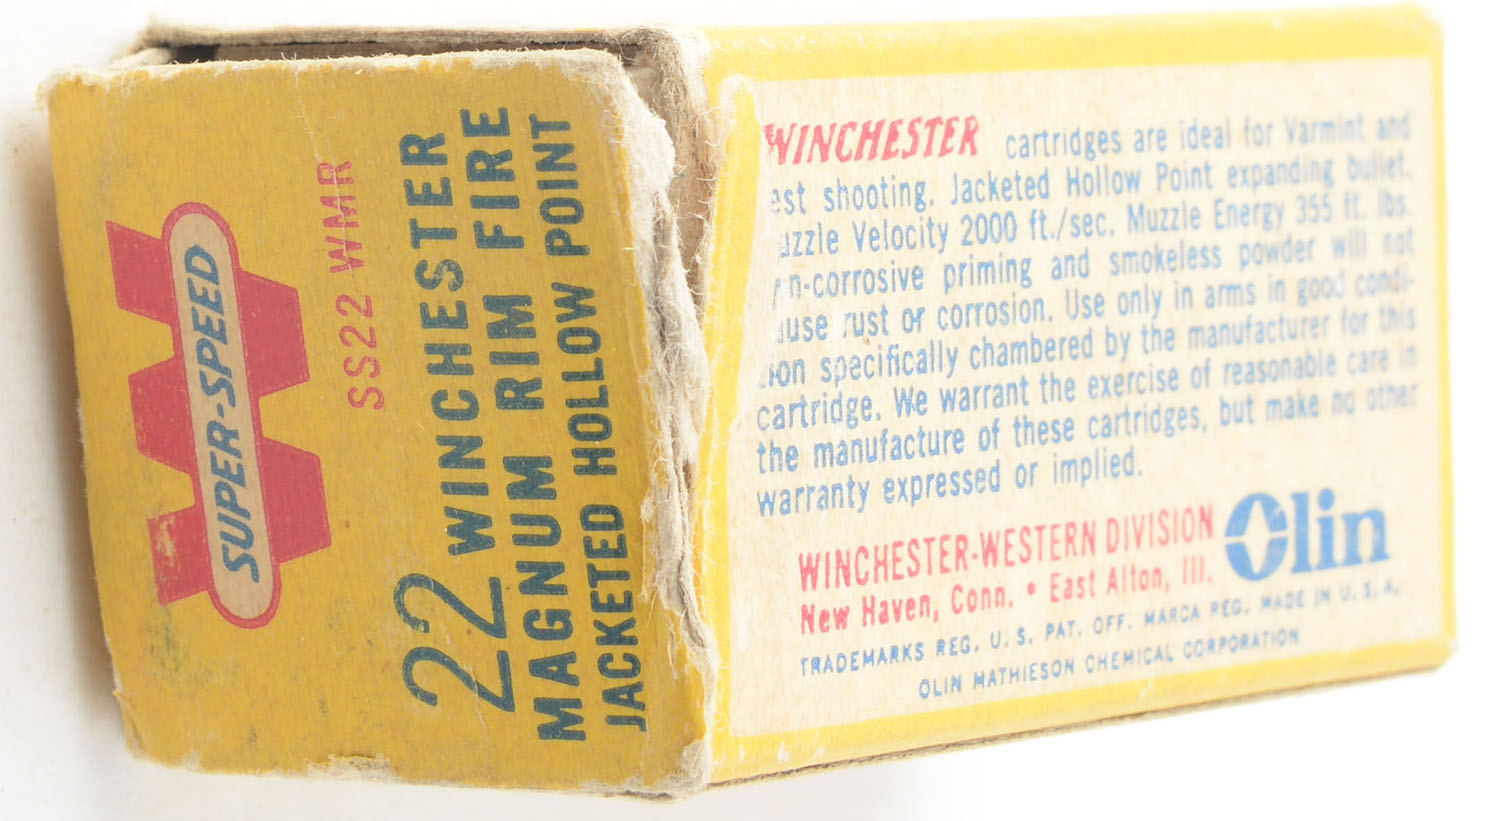 SUPER-SPEED
SS22 WMR
22 WINCHESTER
MAGNUM RIM FIRE
JACKETED HOLLOW POINT
WINCHESTER cartridges are ideal for Varmint and
est shooting. Jacketed Hollow Point expanding bullet.
uzzle Velocity 2000 ft./sec. Muzzle Energy 355 ft. lbs.
n-corrosive priming and smokeless powder will not
ause rust or corrosion. Use only in arms in good condi-
ion specifically chambered by the manufacturer for this
cartridge. We warrant the exercise of reasonable care in
the manufacture of these cartridges, but make no other
warranty expressed or implied.
WINCHESTER-WESTERN DIVISION
New Haven, Conn. • East Alton, Ill.
Olin
TRADEMARKS REG. U. S. PAT. OFF. MARCA REG. MADE IN U. S. A.
OLIN MATHIESON CHEMICAL CORPORATION